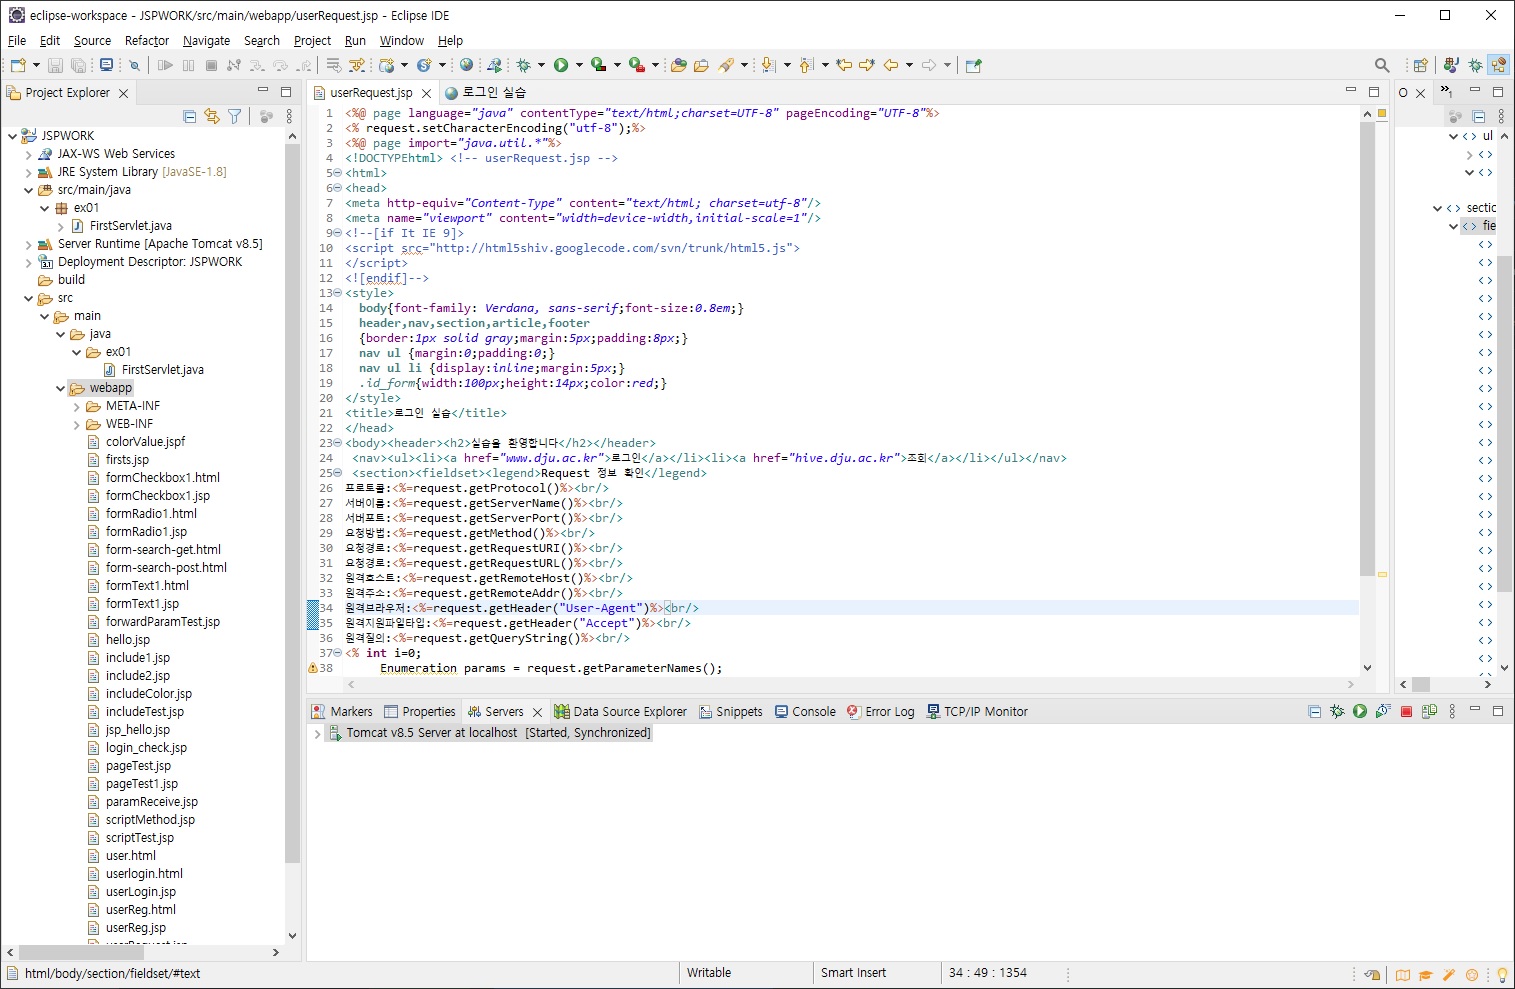 eclipse-workspace - JSPWORK/src/main/webapp/userRequest.jsp - Eclipse IDE
File Edit Source Refactor Navigate Search Project Run Window Help
Project Explorer
JSPWORK
JAX-WS Web Services
JRE System Library [JavaSE-1.8]
src/main/java
ex01
FirstServlet.java
Server Runtime [Apache Tomcat v8.5]
Deployment Descriptor: JSPWORK
build
src
main
java
ex01
FirstServlet.java
webapp
META-INF
WEB-INF
colorValue.jspf
firsts.jsp
formCheckbox1.html
formCheckbox1.jsp
formRadio1.html
formRadio1.jsp
form-search-get.html
form-search-post.html
formText1.html
formText1.jsp
forwardParamTest.jsp
hello.jsp
include1.jsp
include2.jsp
includeColor.jsp
includeTest.jsp
jsp_hello.jsp
login_check.jsp
pageTest.jsp
pageTest1.jsp
paramReceive.jsp
scriptMethod.jsp
scriptTest.jsp
user.html
userlogin.html
userLogin.jsp
userReg.html
userReg.jsp
userRequest.jsp
userRequest.jsp 로그인 실습
1 <%@ page language="java" contentType="text/html;charset=UTF-8" pageEncoding="UTF-8"%>
2 <% request.setCharacterEncoding("utf-8");%>
3 <%@ page import="java.util.*"%>
4 <!DOCTYPEhtml> <!-- userRequest.jsp -->
5 <html>
6 <head>
7 <meta http-equiv="Content-Type" content="text/html; charset=utf-8"/>
8 <meta name="viewport" content="width=device-width,initial-scale=1"/>
9 <!--[if It IE 9]>
10 <script src="http://html5shiv.googlecode.com/svn/trunk/html5.js">
11 </script>
12 <![endif]-->
13 <style>
14 body{font-family: Verdana, sans-serif;font-size:0.8em;}
15 header,nav,section,article,footer
16 {border:1px solid gray;margin:5px;padding:8px;}
17 nav ul {margin:0;padding:0;}
18 nav ul li {display:inline;margin:5px;}
19 .id_form{width:100px;height:14px;color:red;}
20 </style>
21 <title>로그인 실습</title>
22 </head>
23 <body><header><h2>실습을 환영합니다</h2></header>
24 <nav><ul><li><a href="www.dju.ac.kr">로그인</a></li><li><a href="hive.dju.ac.kr">조회</a></li></ul></nav>
25 <section><fieldset><legend>Request 정보 확인</legend>
26 프로토콜:<%=request.getProtocol()%><br/>
27 서버이름:<%=request.getServerName()%><br/>
28 서버포트:<%=request.getServerPort()%><br/>
29 요청방법:<%=request.getMethod()%><br/>
30 요청경로:<%=request.getRequestURI()%><br/>
31 요청경로:<%=request.getRequestURL()%><br/>
32 원격호스트:<%=request.getRemoteHost()%><br/>
33 원격주소:<%=request.getRemoteAddr()%><br/>
34 원격브라우저:<%=request.getHeader("User-Agent")%><br/>
35 원격지원파일타입:<%=request.getHeader("Accept")%><br/>
36 원격질의:<%=request.getQueryString()%><br/>
37 <% int i=0;
38 Enumeration params = request.getParameterNames();
O
ul
sectic
fie
Markers Properties Servers Data Source Explorer Snippets Console Error Log TCP/IP Monitor
Tomcat v8.5 Server at localhost [Started, Synchronized]
html/body/section/fieldset/#text Writable Smart Insert 34 : 49 : 1354